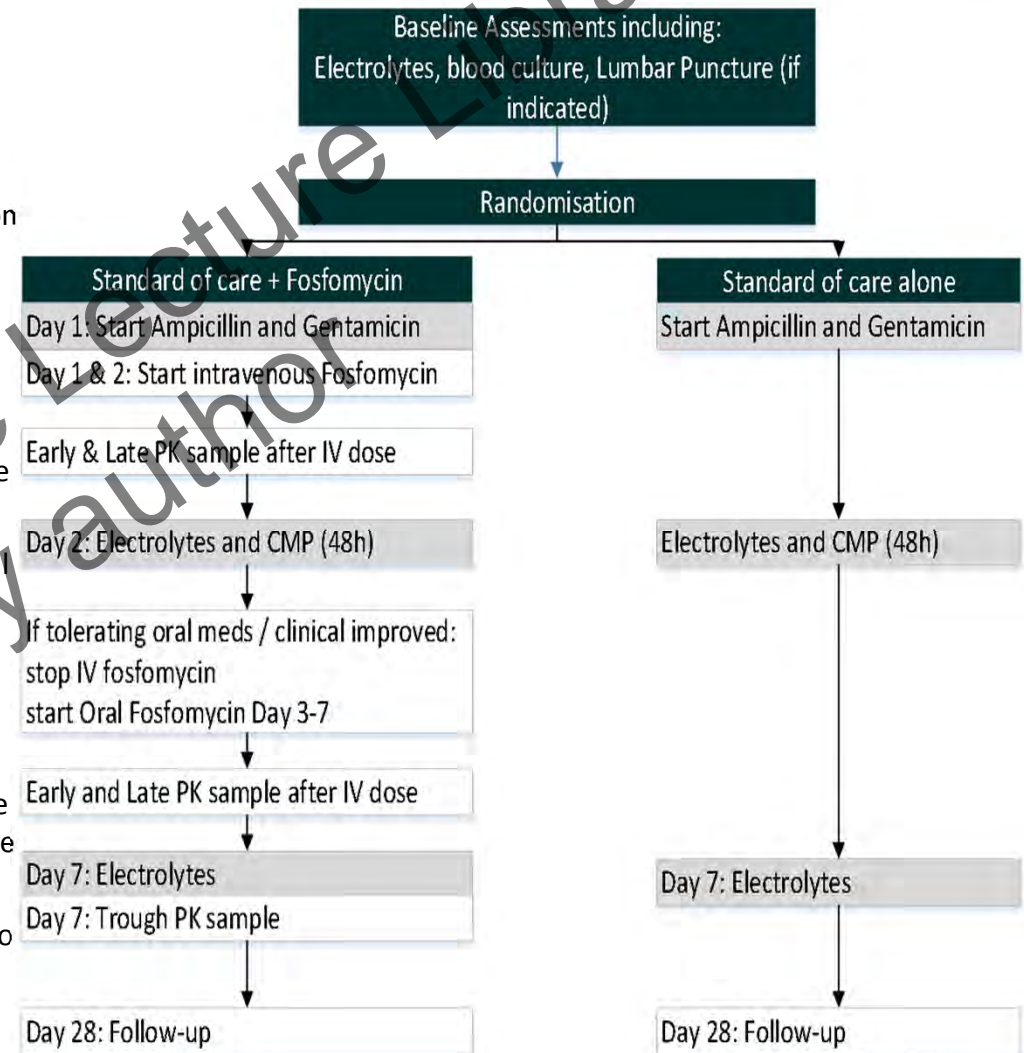 Baseline Assessments including:
Electrolytes, blood culture, Lumbar Puncture (if
indicated)
Randomisation
Standard of care + Fosfomycin
Day 1: Start Ampicillin and Gentamicin
Day 1 & 2: Start intravenous Fosfomycin
Early & Late PK sample after IV dose
Day 2: Electrolytes and CMP (48h)
If tolerating oral meds / clinical improved:
stop IV fosfomycin
start Oral Fosfomycin Day 3-7
Early and Late PK sample after IV dose
Day 7: Electrolytes
Day 7: Trough PK sample
Day 28: Follow-up
Standard of care alone
Start Ampicillin and Gentamicin
Electrolytes and CMP (48h)
Day 7: Electrolytes
Day 28: Follow-up
Lecture
author